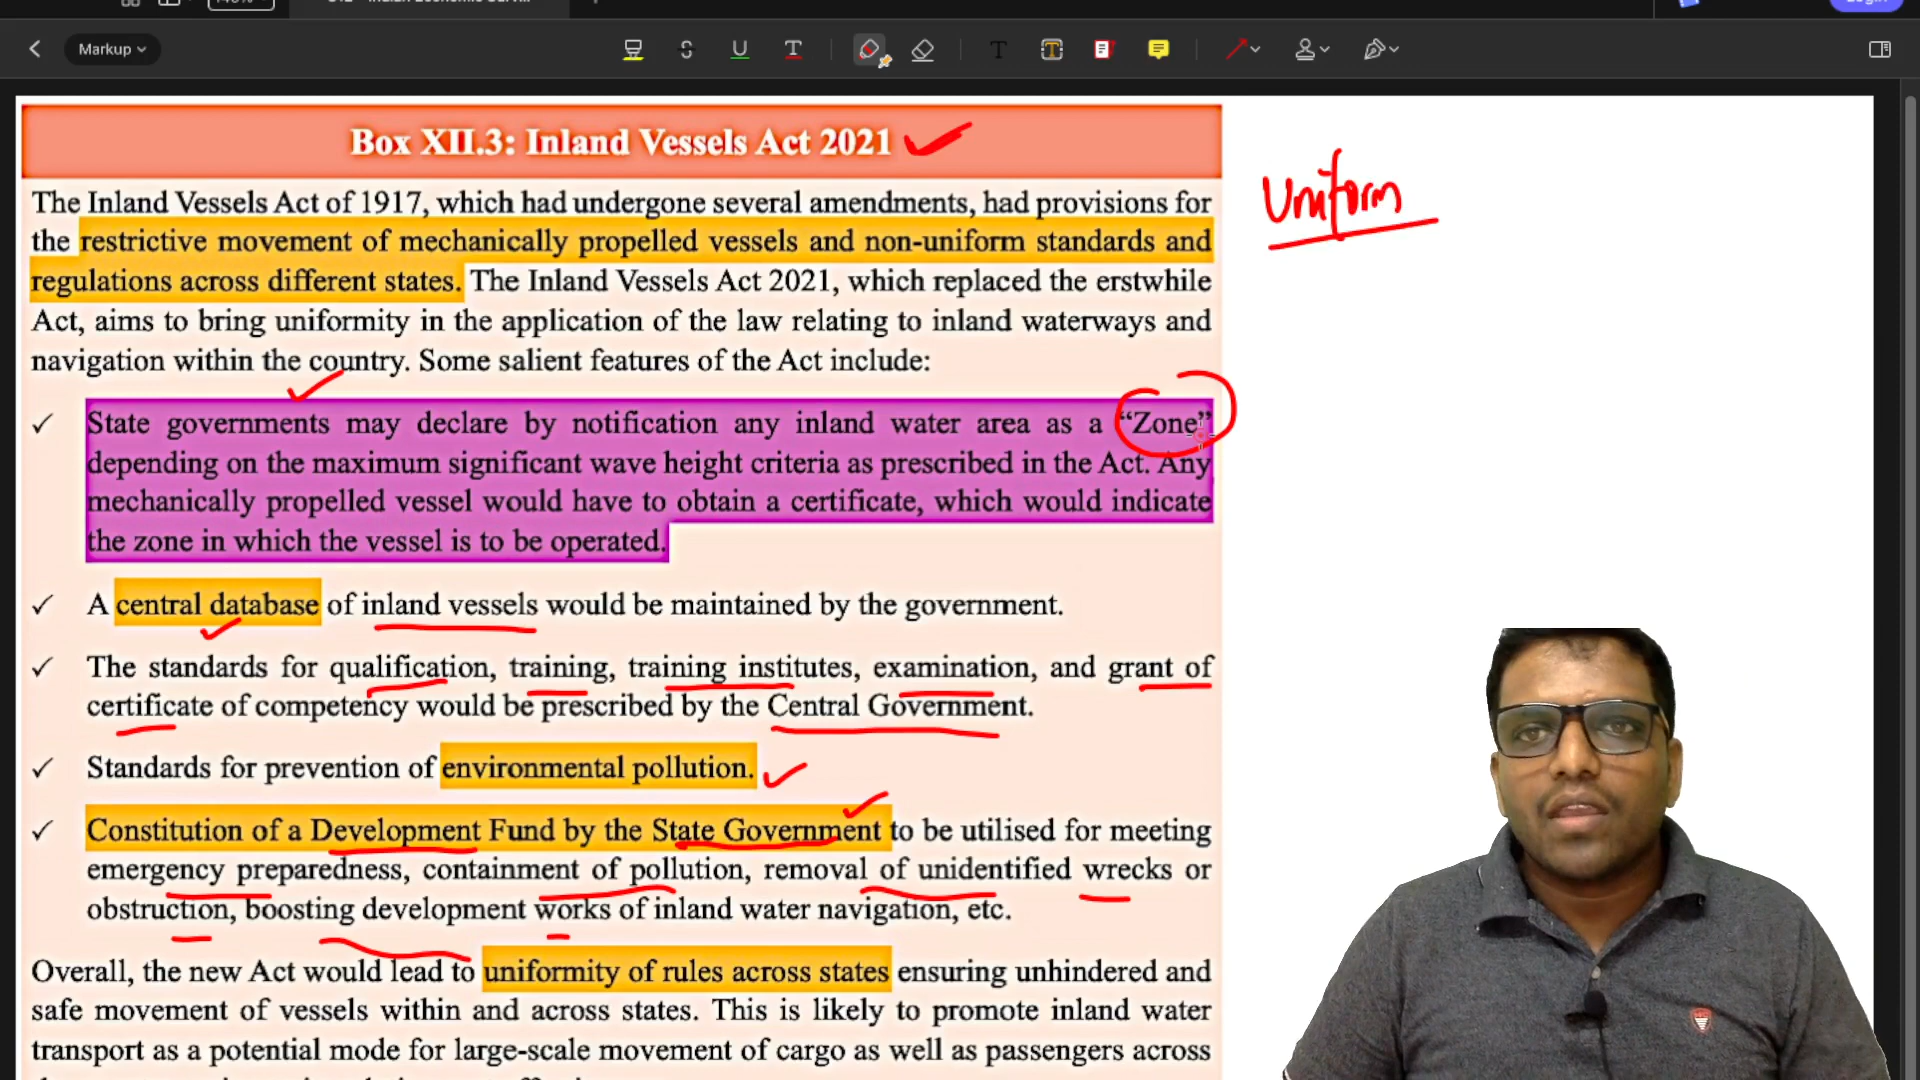 Markup
Box XII.3: Inland Vessels Act 2021
Uniform
The Inland Vessels Act of 1917, which had undergone several amendments, had provisions for
the restrictive movement of mechanically propelled vessels and non-uniform standards and
regulations across different states. The Inland Vessels Act 2021, which replaced the erstwhile
Act, aims to bring uniformity in the application of the law relating to inland waterways and
navigation within the country. Some salient features of the Act include:
✓ State governments may declare by notification any inland water area as a “Zone”
depending on the maximum significant wave height criteria as prescribed in the Act. Any
mechanically propelled vessel would have to obtain a certificate, which would indicate
the zone in which the vessel is to be operated.
✓ A central database of inland vessels would be maintained by the government.
✓ The standards for qualification, training, training institutes, examination, and grant of
certificate of competency would be prescribed by the Central Government.
✓ Standards for prevention of environmental pollution.
✓ Constitution of a Development Fund by the State Government to be utilised for meeting
emergency preparedness, containment of pollution, removal of unidentified wrecks or
obstruction, boosting development works of inland water navigation, etc.
Overall, the new Act would lead to uniformity of rules across states ensuring unhindered and
safe movement of vessels within and across states. This is likely to promote inland water
transport as a potential mode for large-scale movement of cargo as well as passengers across